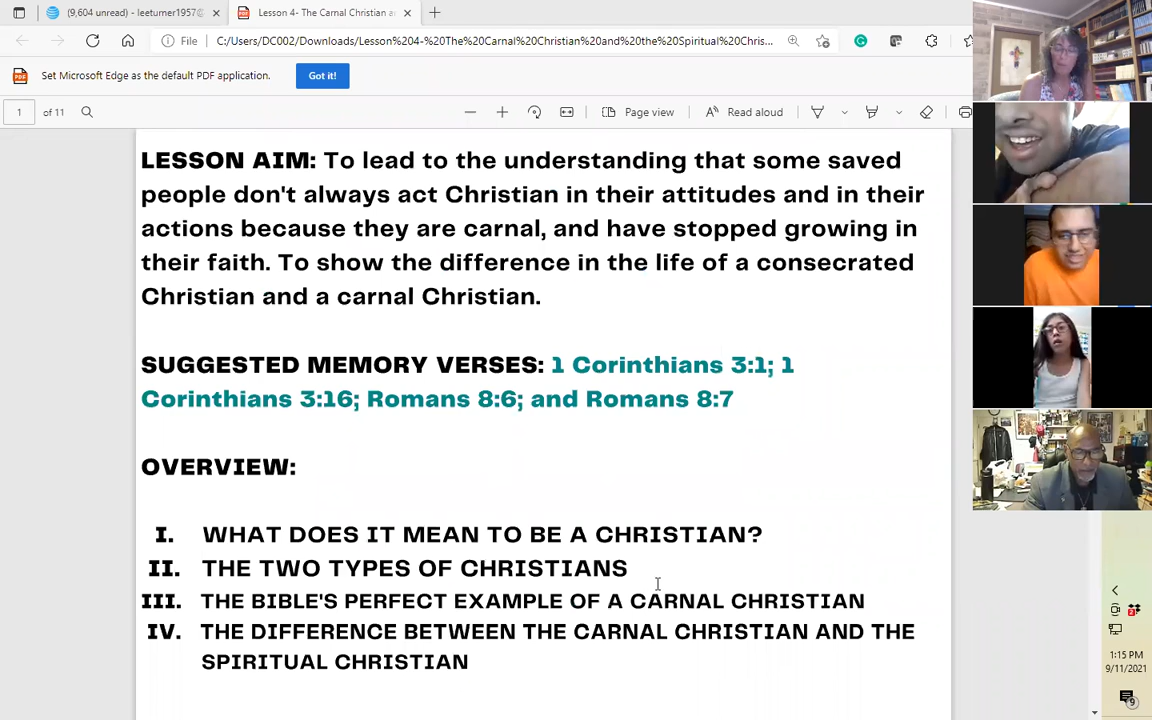 (9,604 unread) - leeturner1957@
Lesson 4- The Carnal Christian a
File
C:/Users/DC002/Downloads/Lesson%204-%20The%20Carnal%20Christian%20and%20the%20Spiritual%20Chris...
Set Microsoft Edge as the default PDF application.
Got it!
1 of 11
Page view
Read aloud
LESSON AIM: To lead to the understanding that some saved
people don't always act Christian in their attitudes and in their
actions because they are carnal, and have stopped growing in
their faith. To show the difference in the life of a consecrated
Christian and a carnal Christian.
SUGGESTED MEMORY VERSES: 1 Corinthians 3:1; 1
Corinthians 3:16; Romans 8:6; and Romans 8:7
OVERVIEW:
I. WHAT DOES IT MEAN TO BE A CHRISTIAN?
II. THE TWO TYPES OF CHRISTIANS
III. THE BIBLE'S PERFECT EXAMPLE OF A CARNAL CHRISTIAN
IV. THE DIFFERENCE BETWEEN THE CARNAL CHRISTIAN AND THE
SPIRITUAL CHRISTIAN
2
1:15 PM
9/11/2021
9